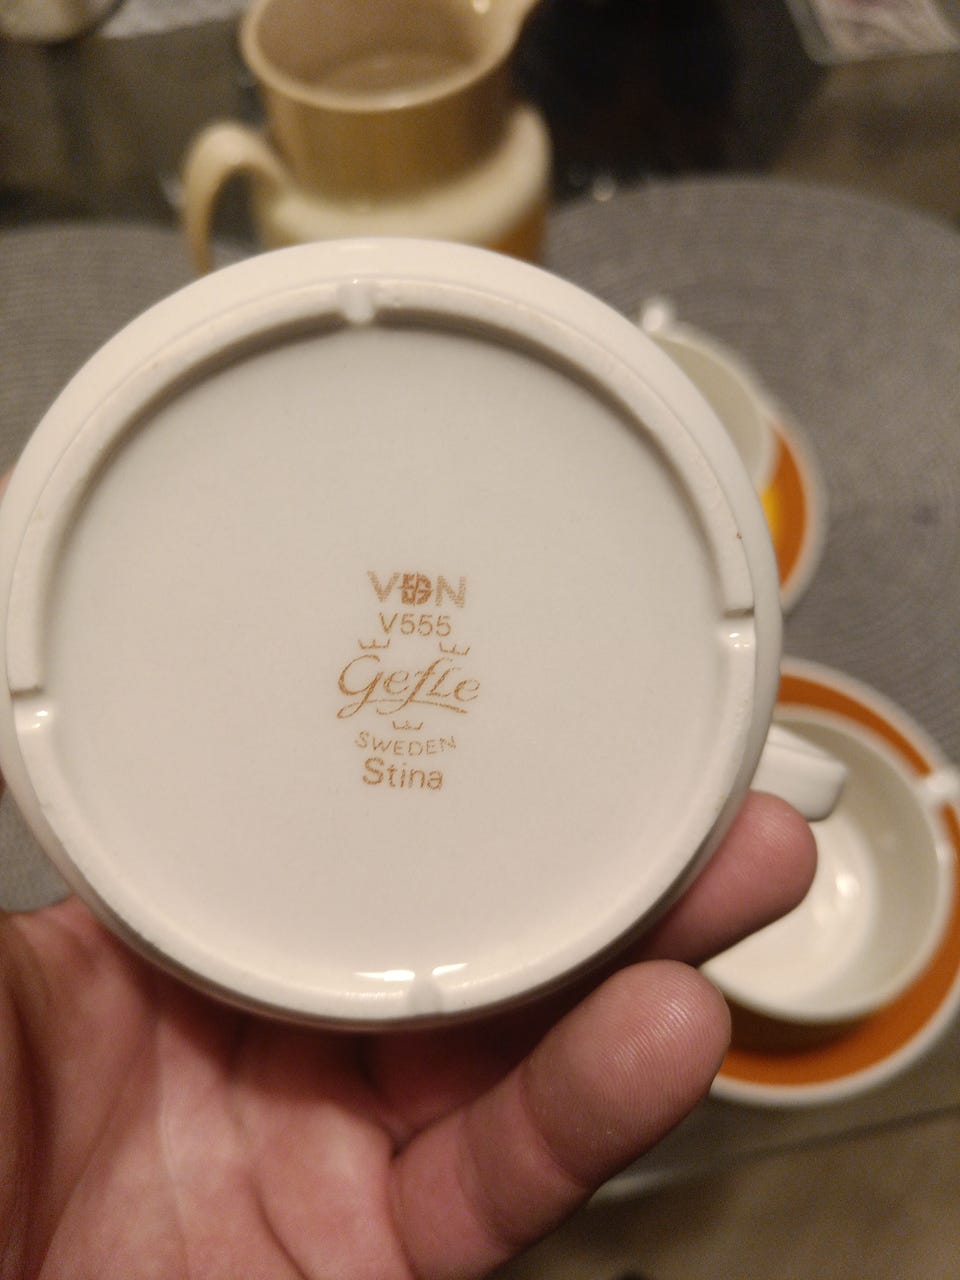 VDN
V555
Gefle
SWEDEN
Stina